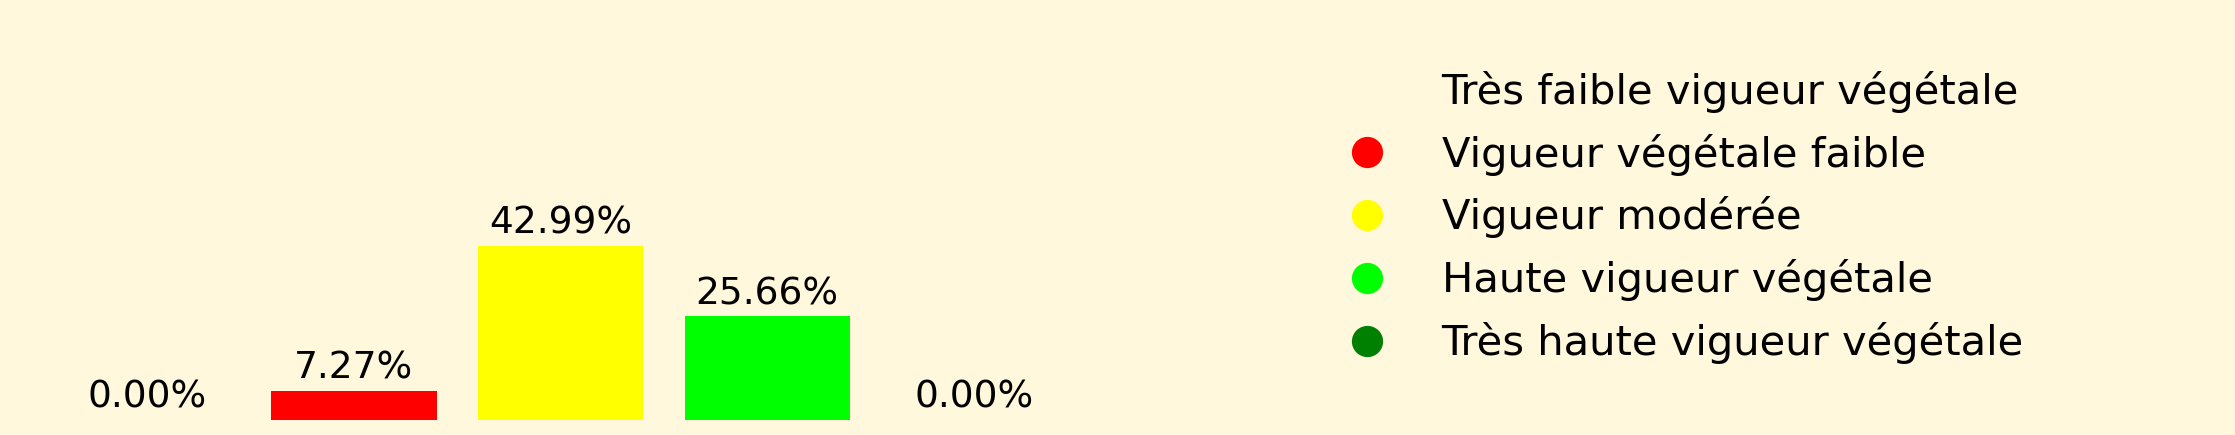 0.00%
7.27%
42.99%
25.66%
0.00%
Très faible vigueur végétale
Vigueur végétale faible
Vigueur modérée
Haute vigueur végétale
Très haute vigueur végétale